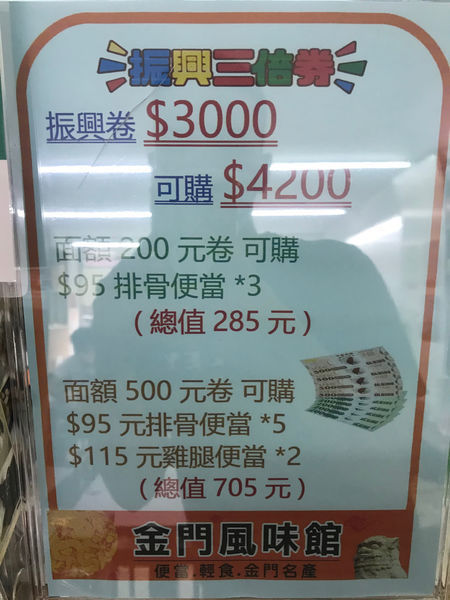 振興三倍券
振興卷 $3000
可購 $4200
面額 200 元卷 可購
$95 排骨便當 *3
( 總值 285 元 )
面額 500 元卷 可購
$95 元排骨便當 *5
$115 元雞腿便當 *2
( 總值 705 元 )
金門風味館
便當.輕食.金門名產